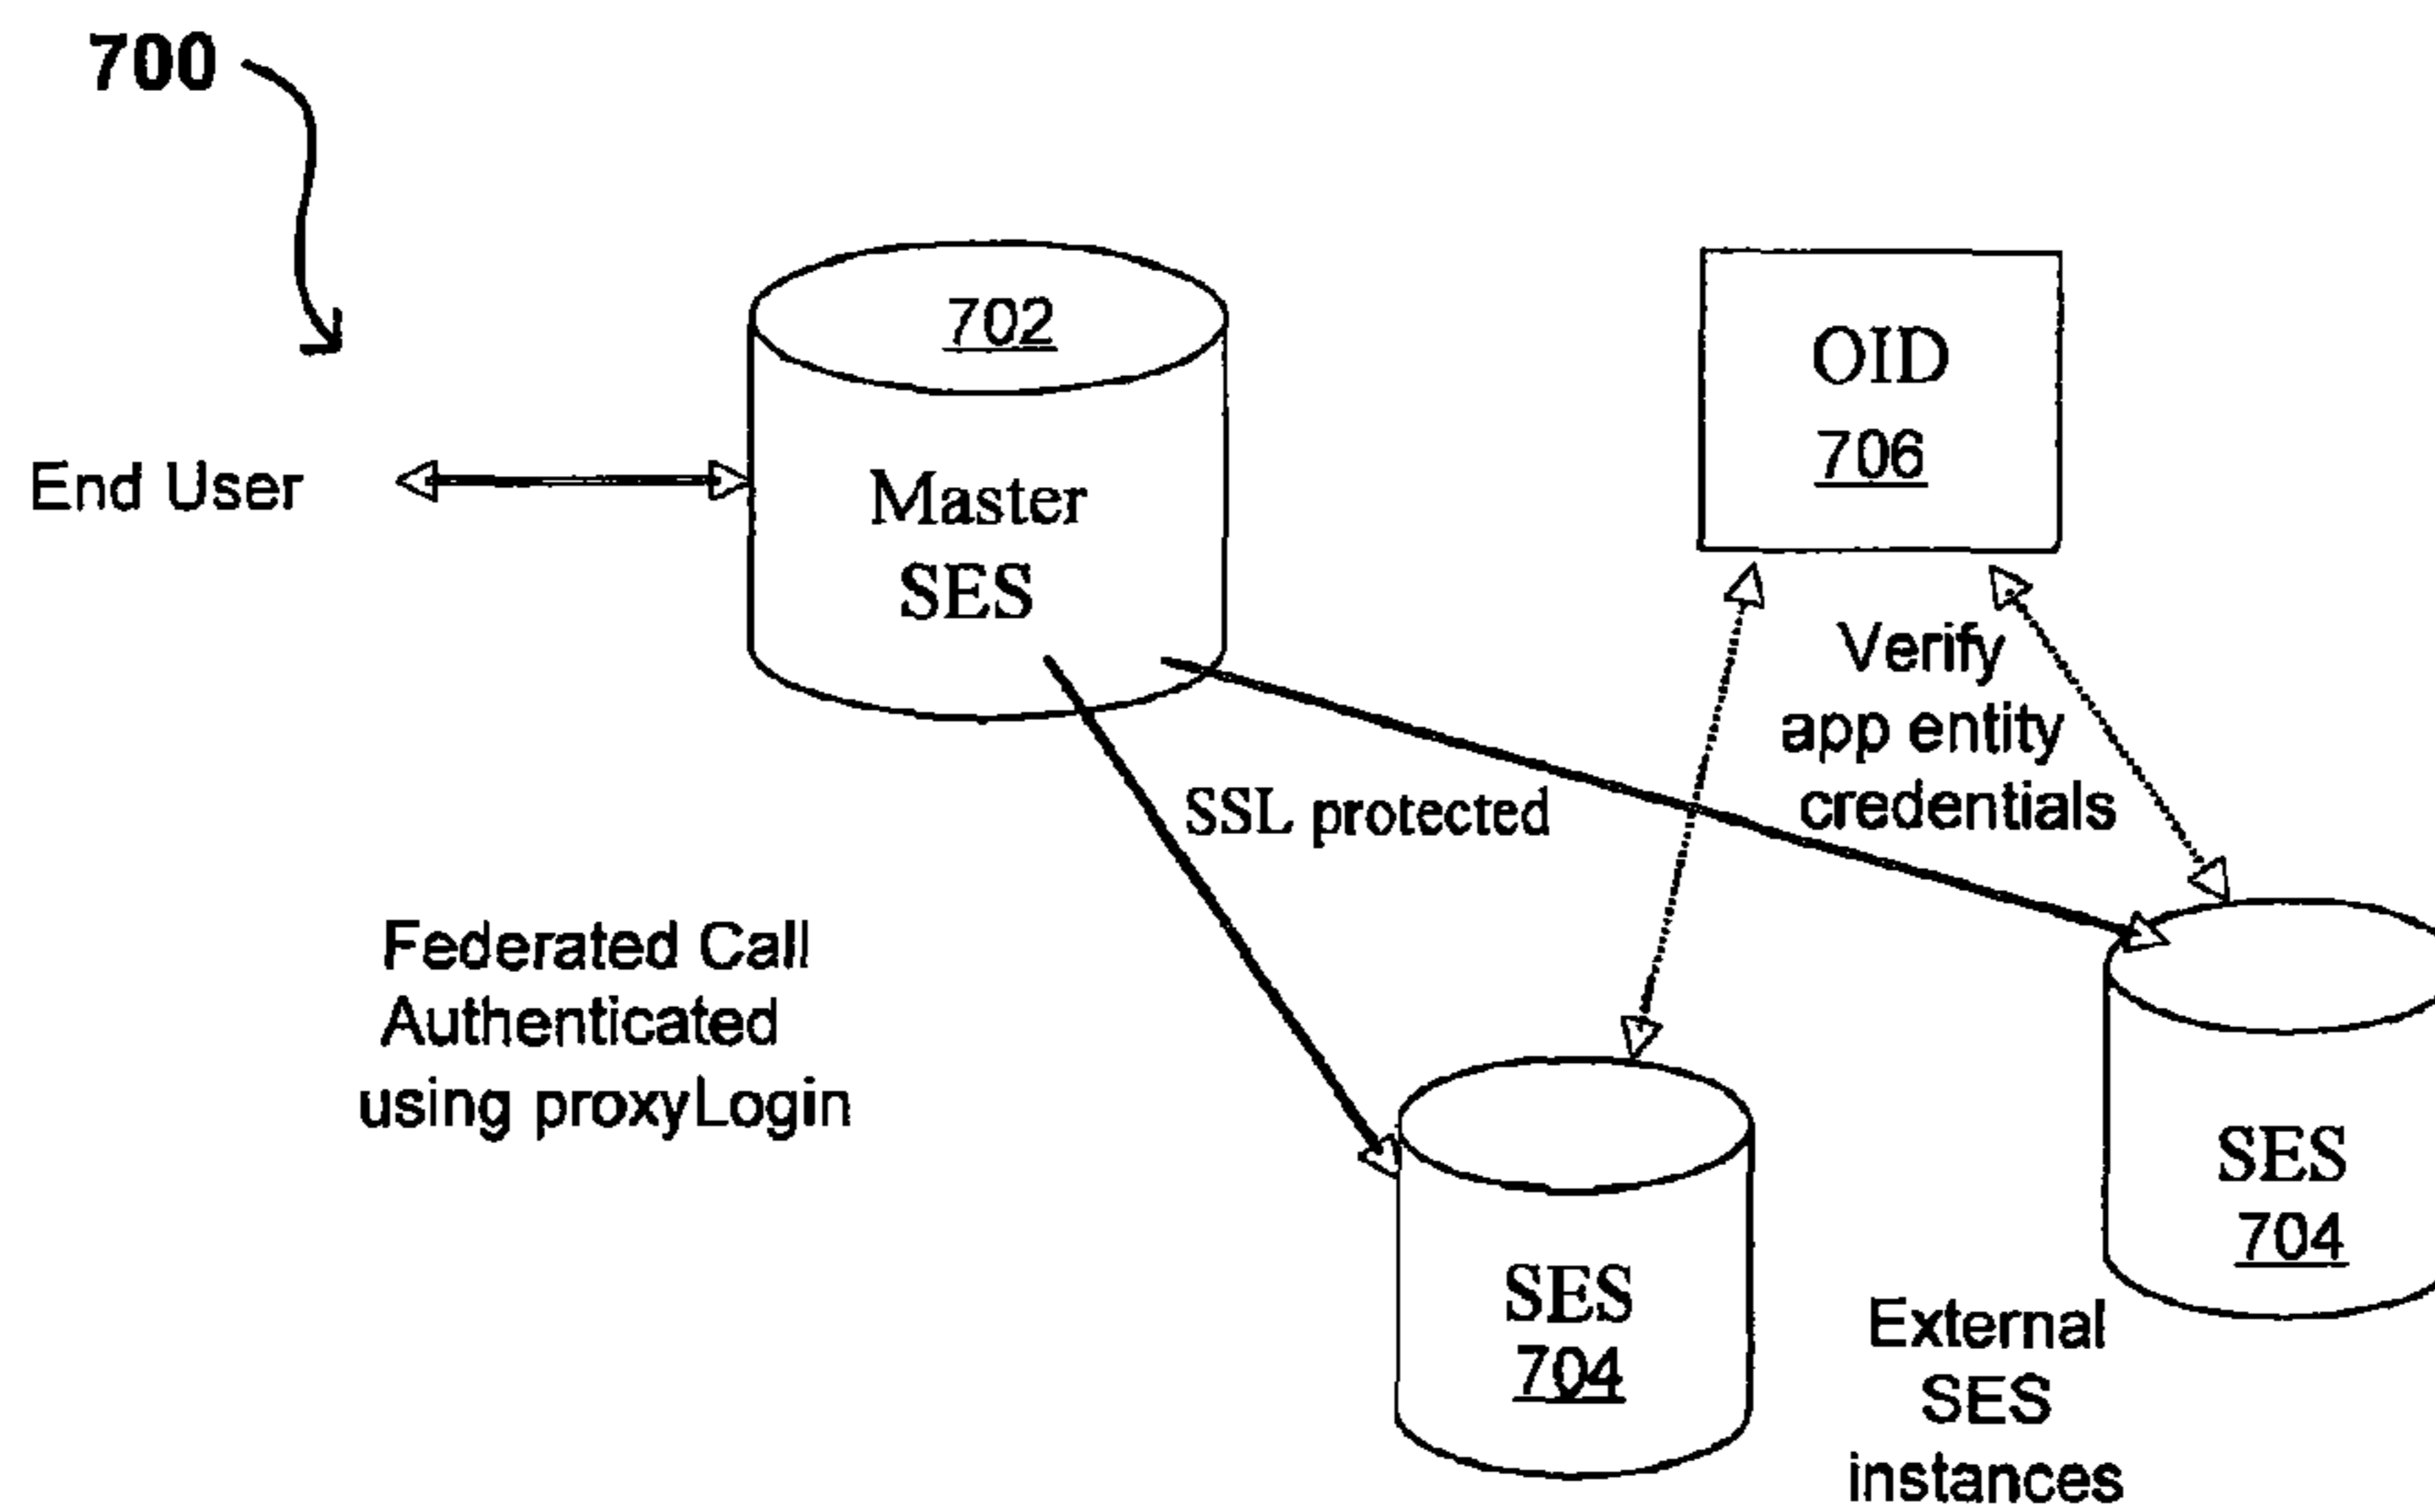 700
702
Master
SES
OID
706
End User
Verify
app entity
credentials
SSL protected
Federated Call
Authenticated
using proxyLogin
SES
704
SES
704
External
SES
instances